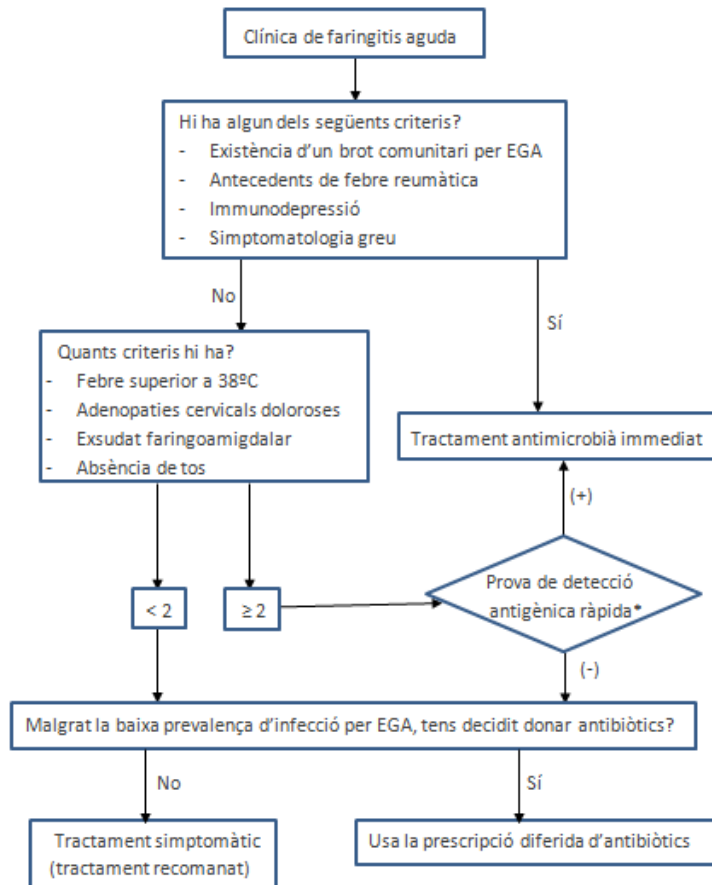 Clínica de faringitis aguda
Hi ha algun dels següents criteris?
- Existència d'un brot comunitari per EGA
- Antecedents de febre reumàtica
- Immunodepressió
- Simptomatologia greu
No
Sí
Quants criteris hi ha?
- Febre superior a 38ºC
- Adenopaties cervicals doloroses
- Exsudat faringoamigdalar
- Absència de tos
Tractament antimicrobià immediat
(+)
Prova de detecció
antigènica ràpida*
< 2
≥ 2
(-)
Malgrat la baixa prevalença d'infecció per EGA, tens decidit donar antibiòtics?
No
Sí
Tractament simptomàtic
(tractament recomanat)
Usa la prescripció diferida d'antibiòtics